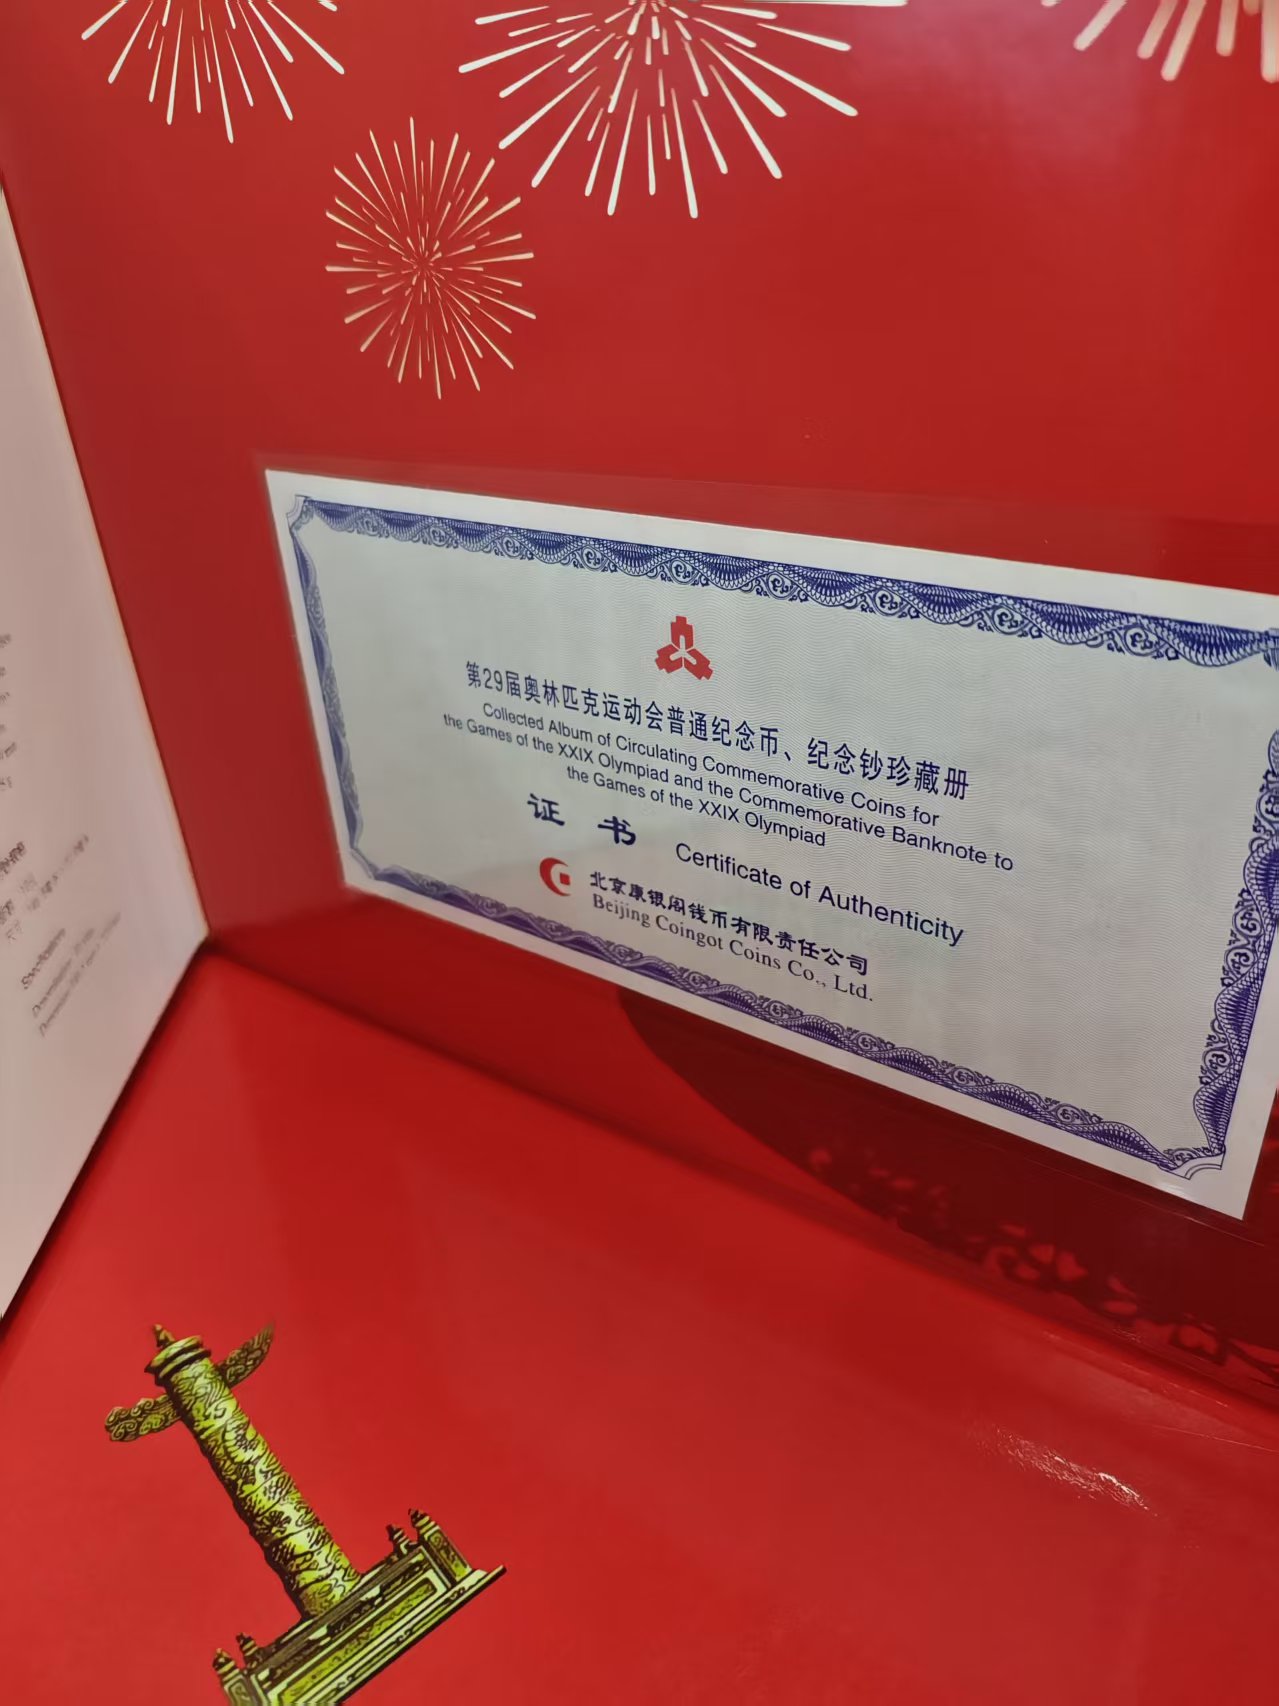 第29届奥林匹克运动会普通纪念币、纪念钞珍藏册
Collected Album of Circulating Commemorative Coins for
the Games of the XXIX Olympiad and the Commemorative Banknote to
the Games of the XXIX Olympiad
证 书 Certificate of Authenticity
北京康银阁钱币有限责任公司
Beijing Coingot Coins Co., Ltd.
Specifications